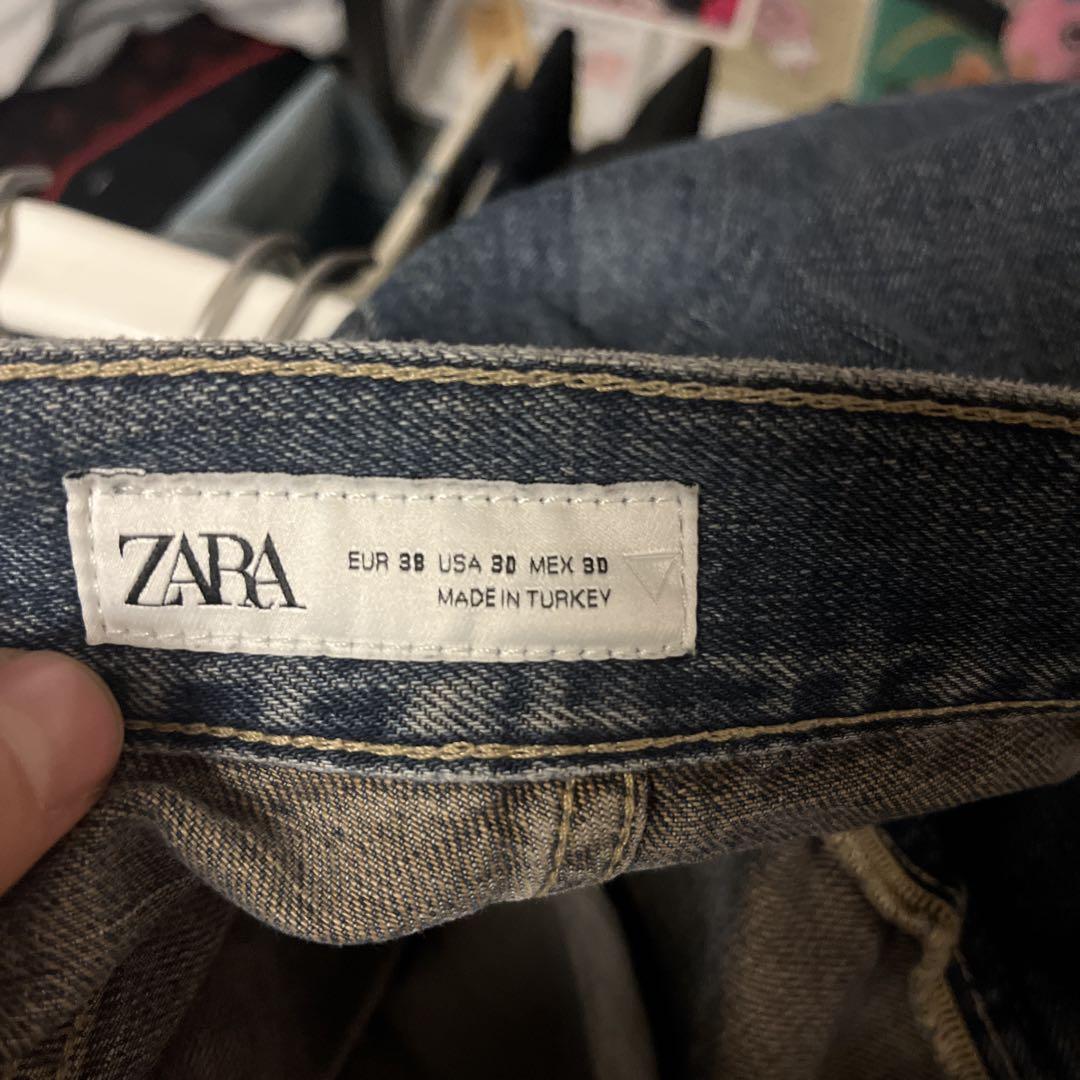 ZARA
EUR 38 USA 30 MEX 30
MADE IN TURKEY